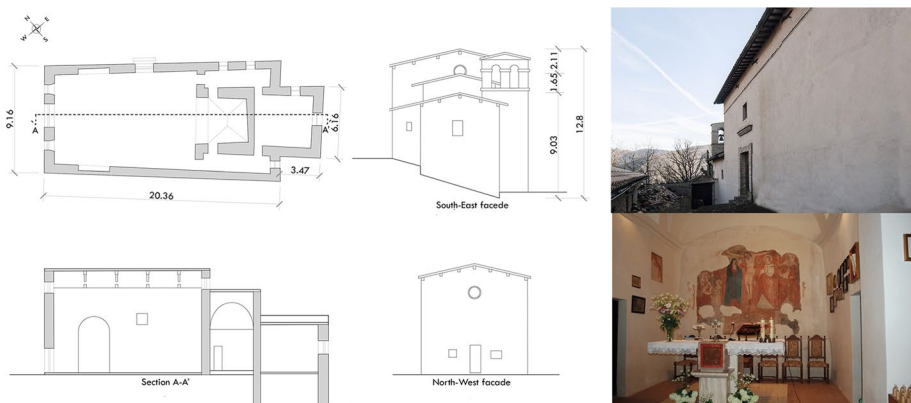 N
E
W
S
9.16
A
A'
6.16
3.47
20.36
2.11
1.65
9.03
12.8
South-East facede
Section A-A'
North-West facade